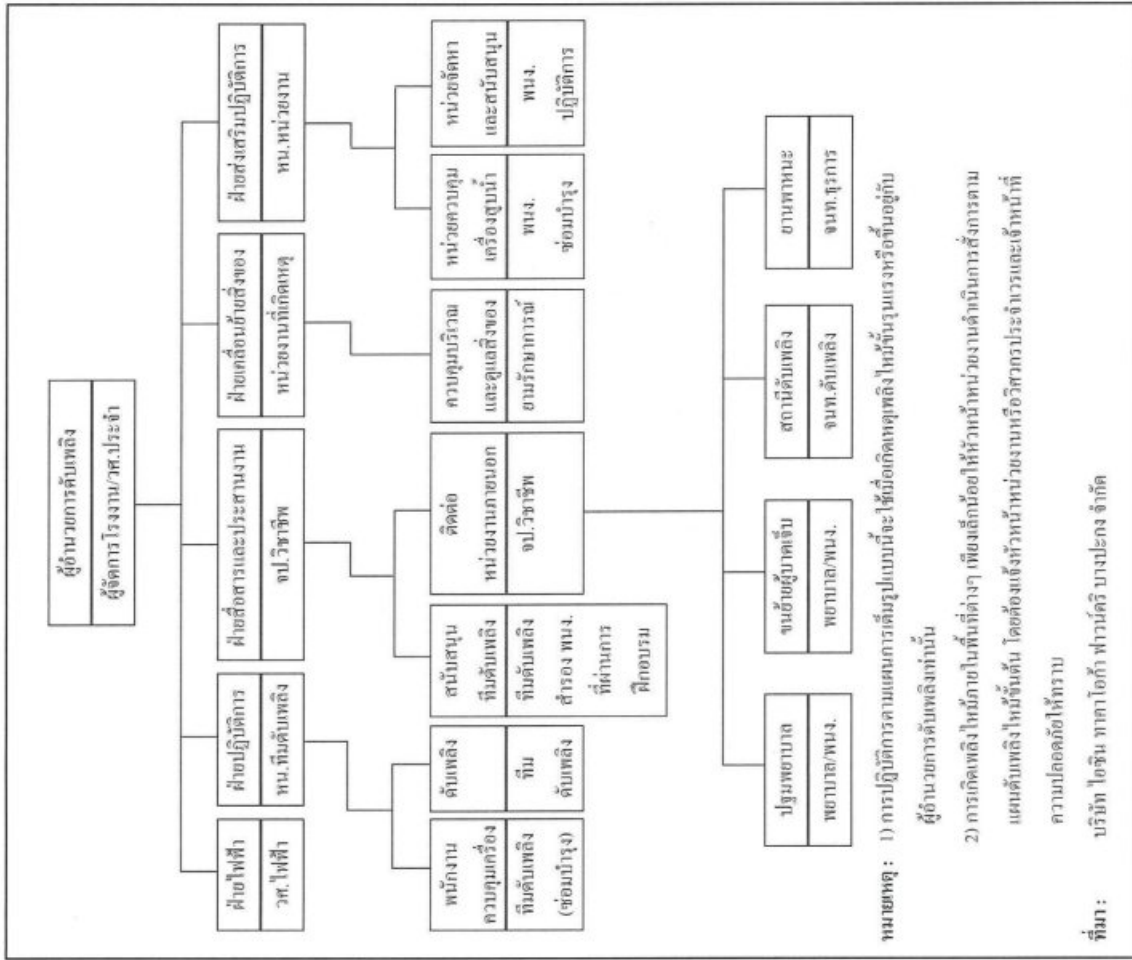 ผู้อำนวยการดับเพลิง
ผู้จัดการโรงงาน/วศ.ประจำ
ฝ่ายไฟฟ้า
วศ.ไฟฟ้า
ฝ่ายปฏิบัติการ
หน.ทีมดับเพลิง
ฝ่ายสื่อสารและประสานงาน
จป.วิชาชีพ
ฝ่ายเคลื่อนย้ายสิ่งของ
หน่วยงานที่เกิดเหตุ
ฝ่ายส่งเสริมปฏิบัติการ
หน.หน่วยงาน
พนักงาน
ควบคุมเครื่อง
ทีมดับเพลิง
(ซ่อมบำรุง)
ดับเพลิง
ทีม
ดับเพลิง
สนับสนุน
ทีมดับเพลิง
ทีมดับเพลิง
สำรอง พนง.
ที่ผ่านการ
ฝึกอบรม
ติดต่อ
หน่วยงานภายนอก
จป.วิชาชีพ
ควบคุมบริเวณ
และดูแลสิ่งของ
ยามรักษาการณ์
หน่วยควบคุม
เครื่องสูบน้ำ
พนง.
ซ่อมบำรุง
หน่วยจัดหา
และสนับสนุน
พนง.
ปฏิบัติการ
ปฐมพยาบาล
พยาบาล/พนง.
ขนย้ายผู้บาดเจ็บ
พยาบาล/พนง.
สถานีดับเพลิง
จนท.ดับเพลิง
ยานพาหนะ
จนท.ธุรการ
หมายเหตุ : 1) การปฏิบัติการตามแผนการเต็มรูปแบบนี้จะใช้เมื่อเกิดเหตุเพลิงไหม้ขั้นรุนแรงหรือขึ้นอยู่กับ
ผู้อำนวยการดับเพลิงเท่านั้น
2) การเกิดเพลิงไหม้ภายในพื้นที่ต่างๆ เพียงเล็กน้อยให้หัวหน้าหน่วยงานดำเนินการสั่งการตาม
แผนดับเพลิงไหม้ขั้นต้น โดยต้องแจ้งหัวหน้าหน่วยงานหรือวิศวกรประจำเวรและเจ้าหน้าที่
ความปลอดภัยให้ทราบ
ที่มา : บริษัท ไอซิน ทาคาโอก้า ฟาวน์ดริ บางปะกง จำกัด